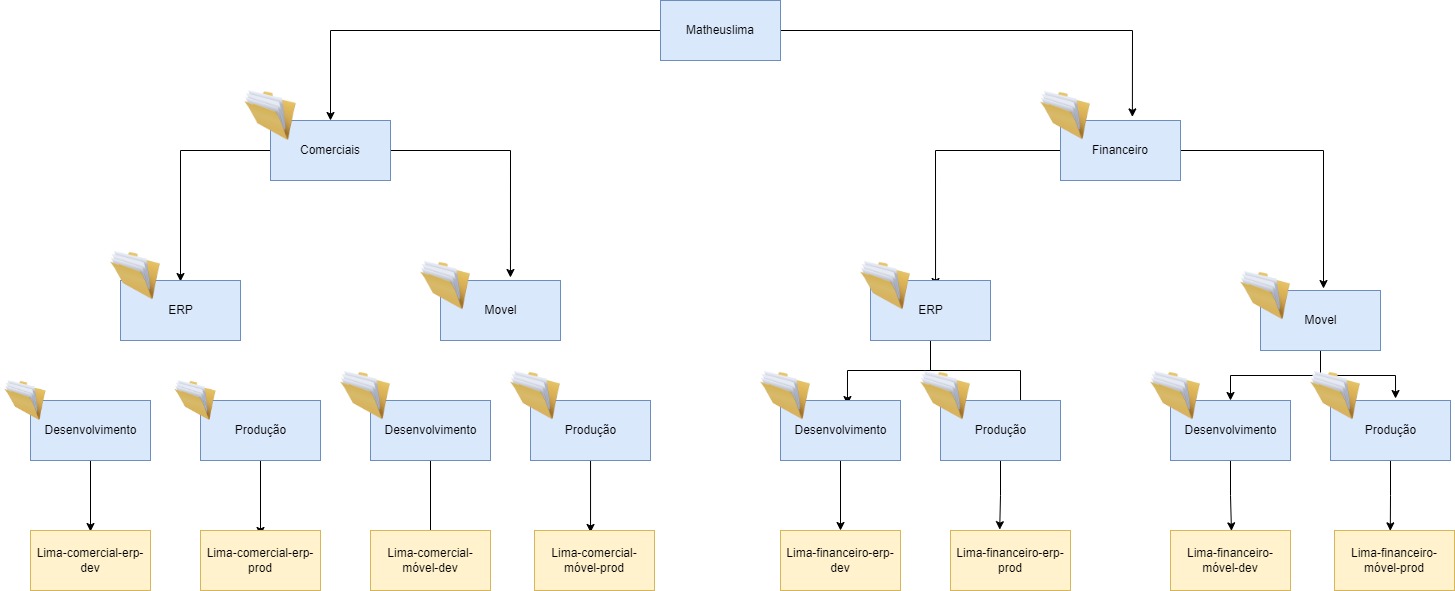 Matheuslima
Comerciais
Financeiro
ERP
Movel
ERP
Movel
Desenvolvimento
Produção
Desenvolvimento
Produção
Desenvolvimento
Produção
Desenvolvimento
Produção
Lima-comercial-erp-
dev
Lima-comercial-erp-
prod
Lima-comercial-
móvel-dev
Lima-comercial-
móvel-prod
Lima-financeiro-erp-
dev
Lima-financeiro-erp-
prod
Lima-financeiro-
móvel-dev
Lima-financeiro-
móvel-prod